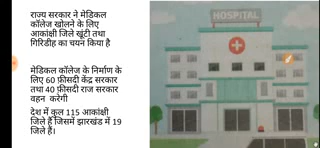 राज्य सरकार ने मेडिकल
कॉलेज खोलने के लिए
आकांक्षी जिले खूंटी तथा
गिरिडीह का चयन किया है
मेडिकल कॉलेज के निर्माण के
लिए 60 फ़ीसदी केंद्र सरकार
तथा 40 फ़ीसदी राज सरकार
वहन करेगी
देश में कुल 115 आकांक्षी
जिले हैं जिसमें झारखंड में 19
जिले हैं।
HOSPITAL